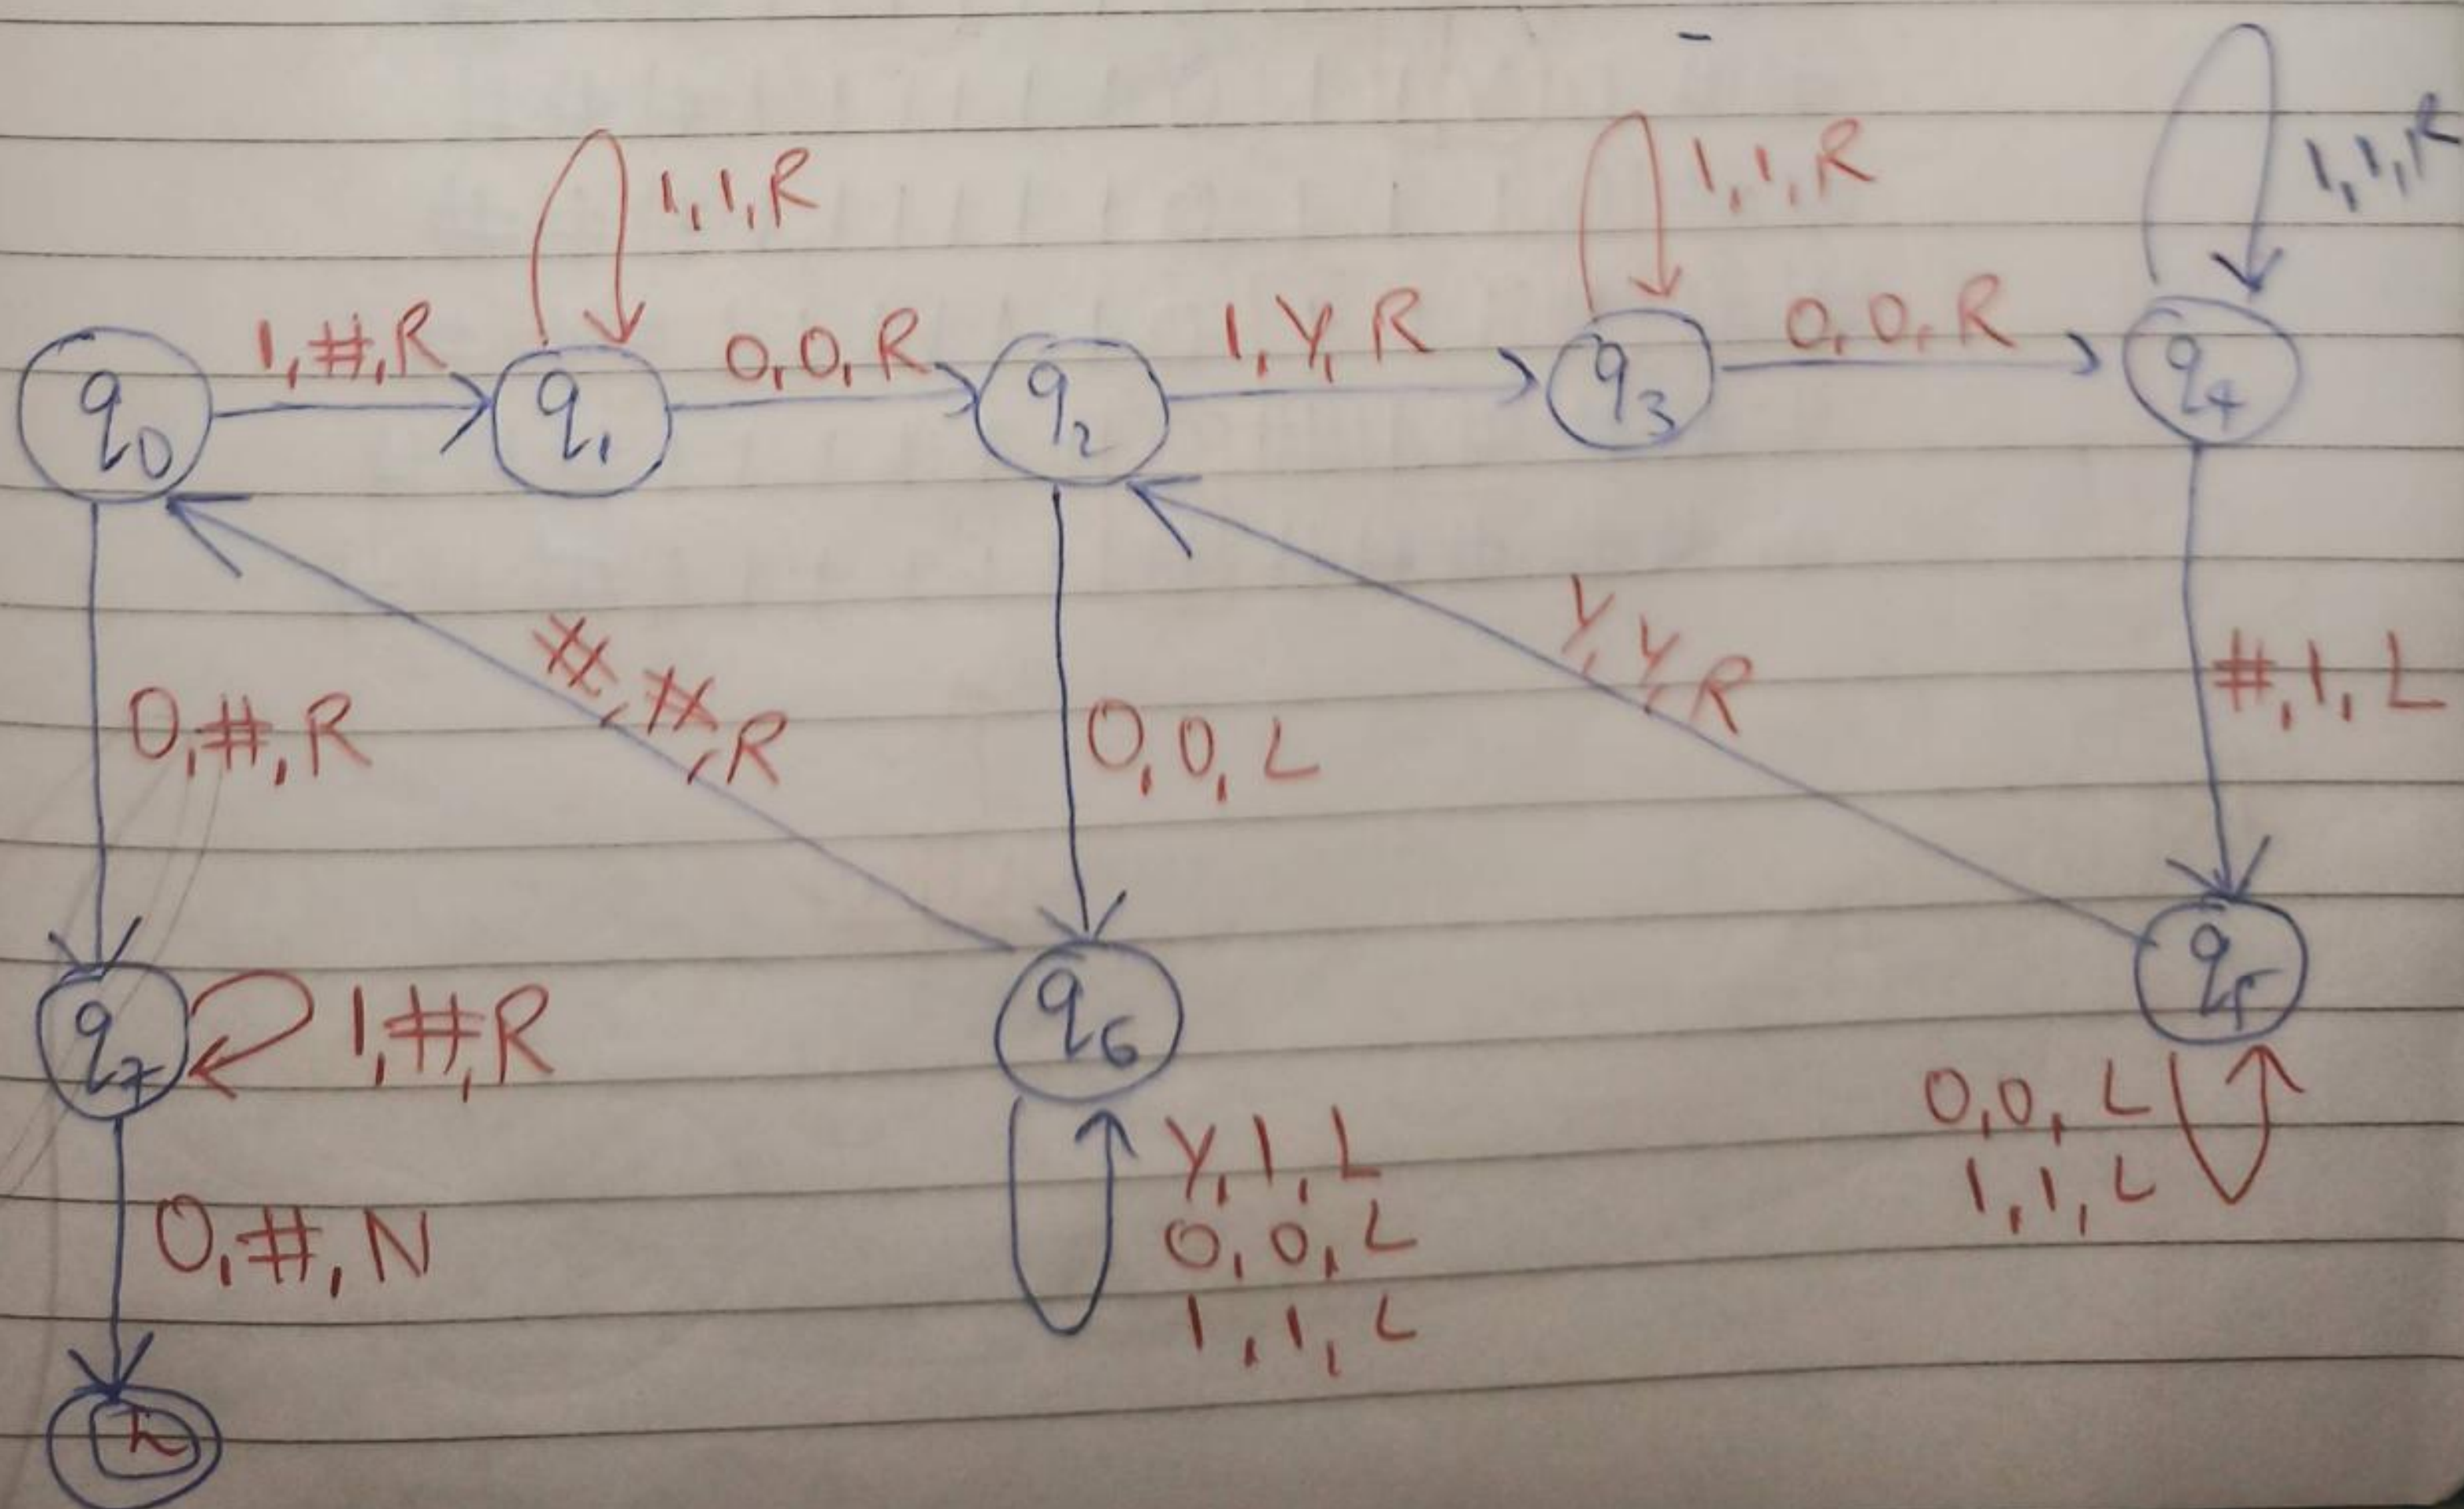 1,1,R
1,1,R
1,1,R
q0
1,#,R
q1
0,0,R
q2
1,Y,R
q3
0,0,R
q4
0,#,R
#,#,R
0,0,L
Y,Y,R
#,1,L
q7
1,#,R
q6
q5
Y,1,L
0,0,L
1,1,L
0,0,L
1,1,L
0,#,N
h